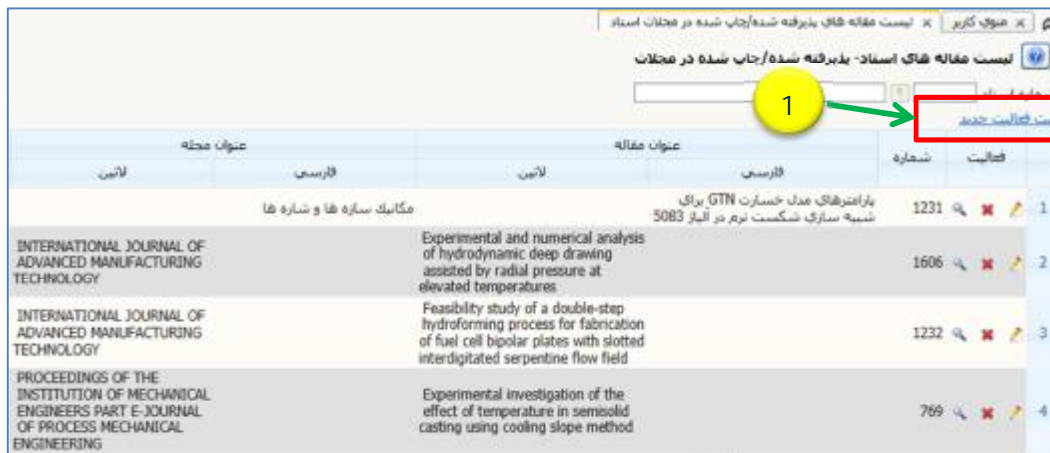 منوی کاربر × لیست مقاله های پذیرفته شده/چاپ شده در مجلات استاد ×
لیست مقاله های استاد- پذیرفته شده/چاپ شده در مجلات
1
فعالیت جدید
فعالیت شماره عنوان مقاله عنوان مجله
فارسی لاتین فارسی لاتین
1 1231 پارامترهای مدل خسارت GTN برای
شبیه سازی شکست نرم در آلیاژ 5083
مکانیك سازه ها و شاره ها
2 1606
Experimental and numerical analysis
of hydrodynamic deep drawing
assisted by radial pressure at
elevated temperatures
INTERNATIONAL JOURNAL OF
ADVANCED MANUFACTURING
TECHNOLOGY
3 1232
Feasibility study of a double-step
hydroforming process for fabrication
of fuel cell bipolar plates with slotted
interdigitated serpentine flow field
INTERNATIONAL JOURNAL OF
ADVANCED MANUFACTURING
TECHNOLOGY
4 769
Experimental investigation of the
effect of temperature in semisolid
casting using cooling slope method
PROCEEDINGS OF THE
INSTITUTION OF MECHANICAL
ENGINEERS PART E-JOURNAL
OF PROCESS MECHANICAL
ENGINEERING